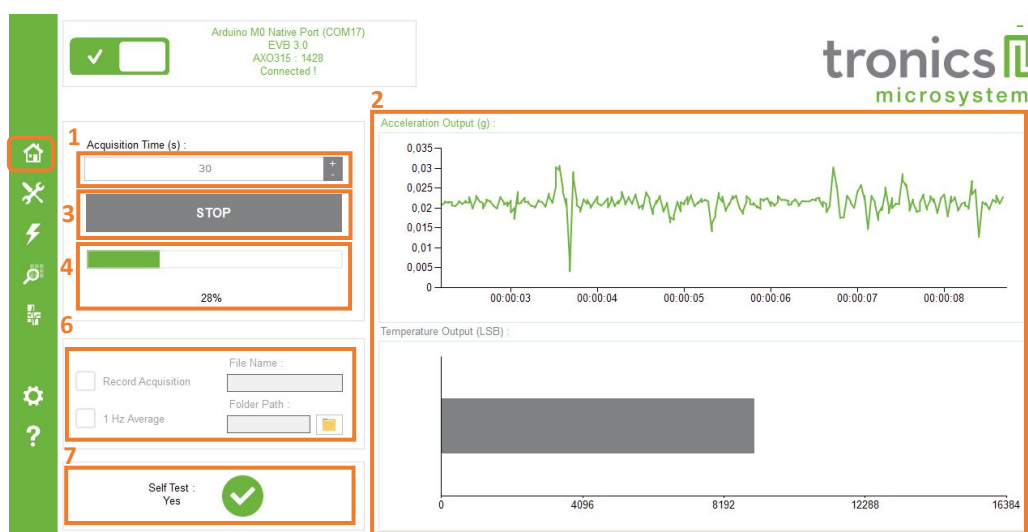 Arduino M0 Native Port (COM17)
EVB 3.0
AXO315 : 1428
Connected !
tronics
microsystem
1
Acquisition Time (s) :
30
+
-
3
STOP
4
28%
2
Acceleration Output (g) :
0,035
0,03
0,025
0,02
0,015
0,01
0,005
0
00:00:03 00:00:04 00:00:05 00:00:06 00:00:07 00:00:08
6
Record Acquisition
File Name :
1 Hz Average
Folder Path :
Temperature Output (LSB) :
0 4096 8192 12288 16384
7
Self Test :
Yes
?